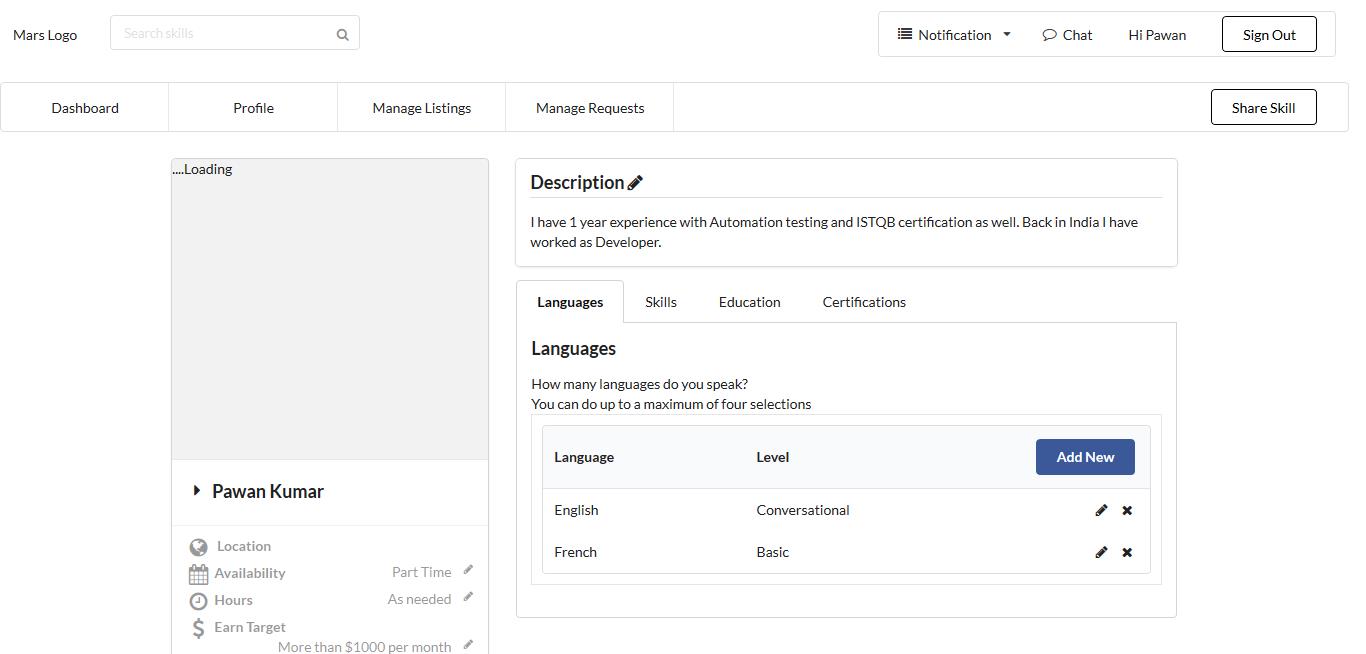 Mars Logo
Search skills
Notification
Chat
Hi Pawan
Sign Out
Dashboard
Profile
Manage Listings
Manage Requests
Share Skill
....Loading
Pawan Kumar
Location
Availability
Part Time
Hours
As needed
Earn Target
More than $1000 per month
Description
I have 1 year experience with Automation testing and ISTQB certification as well. Back in India I have
worked as Developer.
Languages
Skills
Education
Certifications
Languages
How many languages do you speak?
You can do up to a maximum of four selections
Language
Level
Add New
English
Conversational
French
Basic